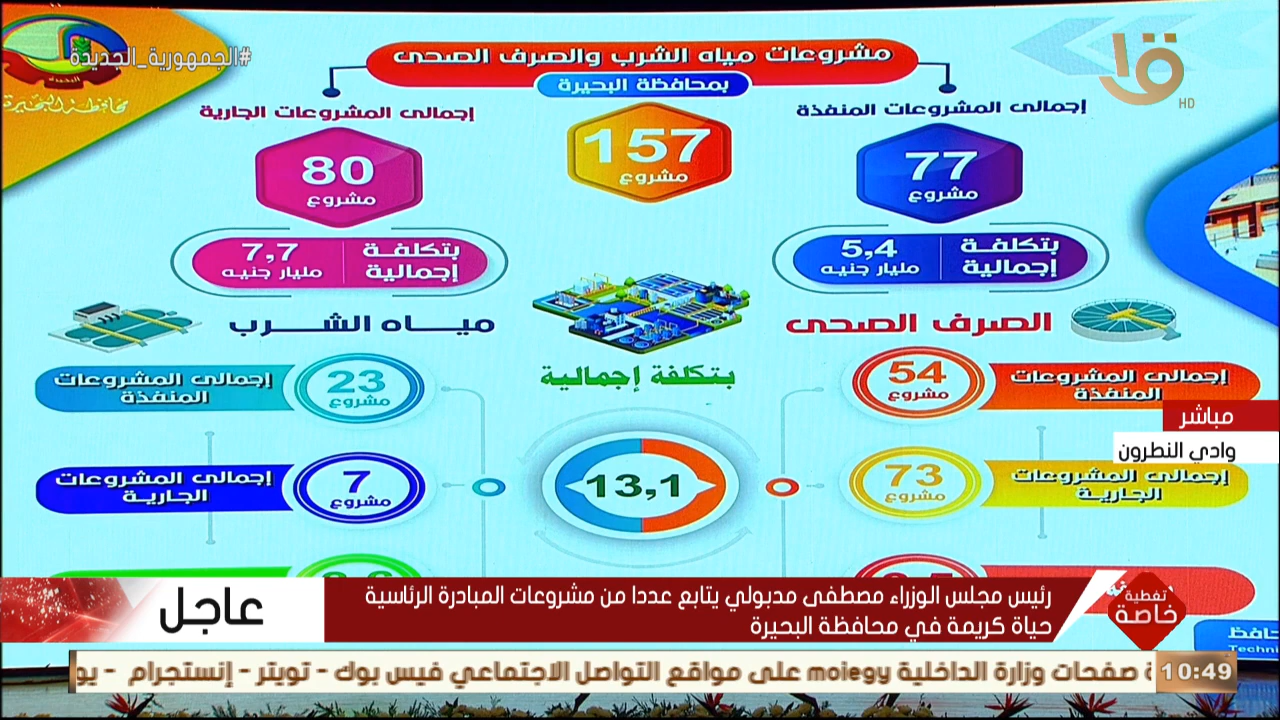 #الجمهورية_الجديدة
HD
محافظة البحيرة
مشروعات مياه الشرب والصرف الصحى
بمحافظة البحيرة
إجمالى المشروعات المنفذة
77
مشروع
بتكلفة إجمالية
5,4
مليار جنيه
157
مشروع
إجمالى المشروعات الجارية
80
مشروع
بتكلفة إجمالية
7,7
مليار جنيه
الصرف الصحى
مياه الشرب
بتكلفة إجمالية
13,1
إجمالى المشروعات
المنفذة
54
مشروع
إجمالى المشروعات
الجارية
73
مشروع
23
مشروع
إجمالى المشروعات
المنفذة
7
مشروع
إجمالى المشروعات
الجارية
مباشر
وادي النطرون
تغطية
خاصة
رئيس مجلس الوزراء مصطفى مدبولي يتابع عددا من مشروعات المبادرة الرئاسية
حياة كريمة في محافظة البحيرة
عاجل
10:49
صفحات وزارة الداخلية moiegy على مواقع التواصل الاجتماعي فيس بوك - تويتر - إنستجرام -